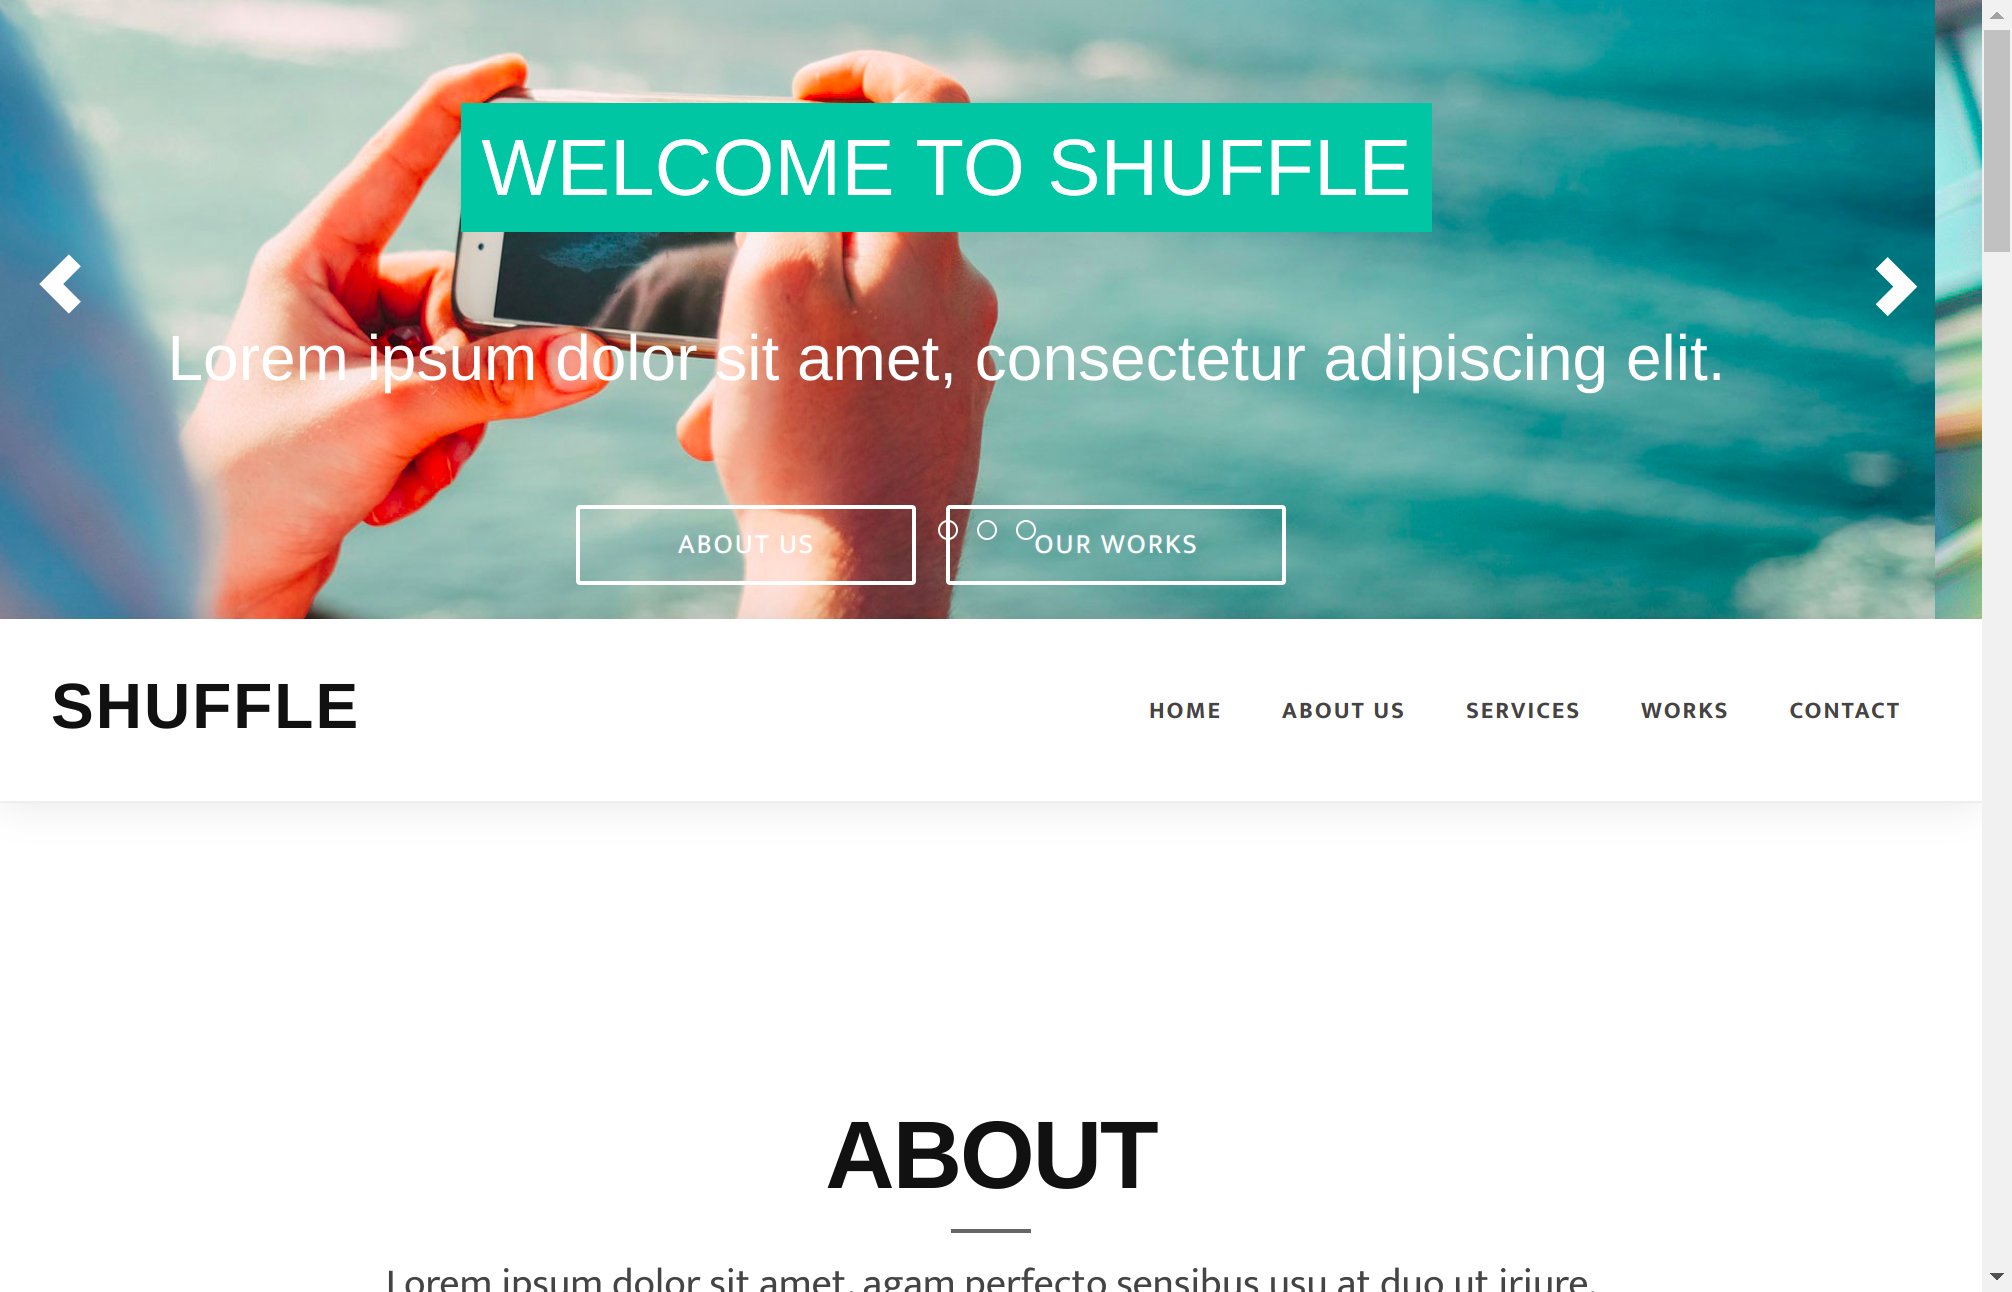 WELCOME TO SHUFFLE
Lorem ipsum dolor sit amet, consectetur adipiscing elit.
ABOUT US
OUR WORKS
SHUFFLE
HOME
ABOUT US
SERVICES
WORKS
CONTACT
ABOUT
Lorem ipsum dolor sit amet, agam perfecto sensibus usu at duo ut iriure.